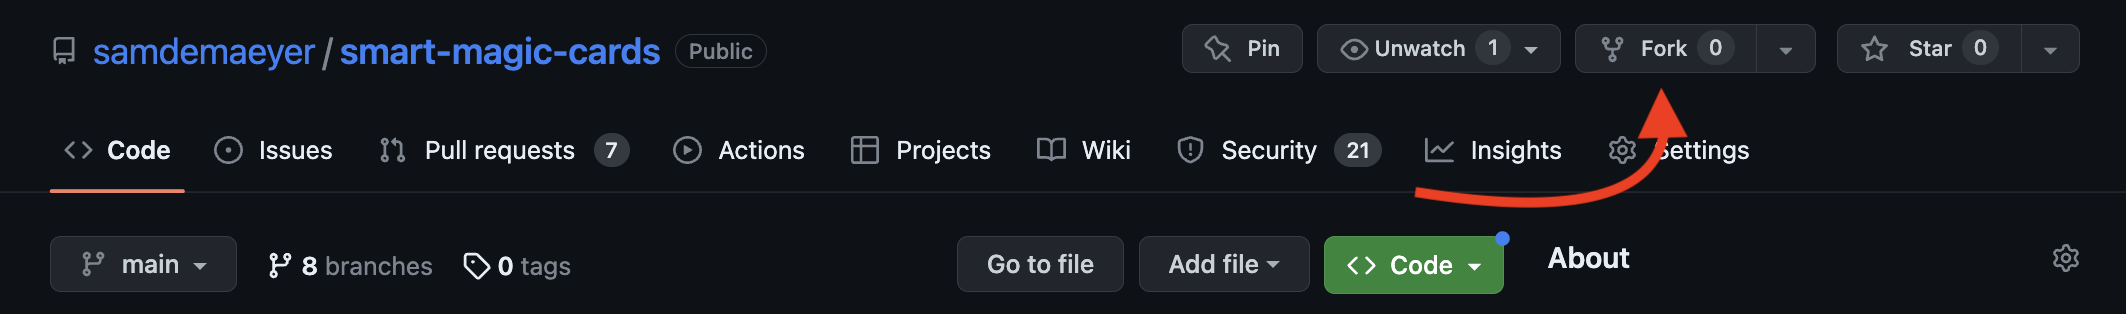 samdemaeyer / smart-magic-cards Public Pin Unwatch 1 Fork 0 Star 0
Code Issues Pull requests 7 Actions Projects Wiki Security 21 Insights Settings
main 8 branches 0 tags Go to file Add file Code About